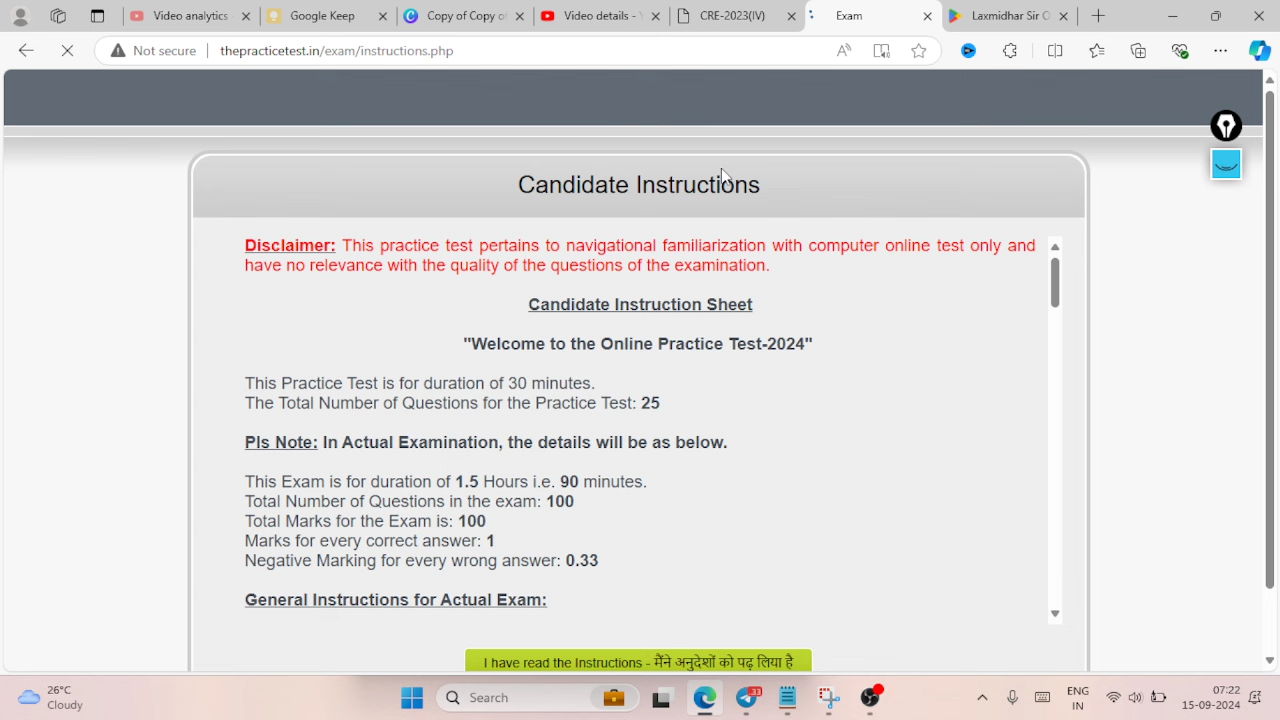 Video analytics
Google Keep
Copy of Copy o
Video details - Y
CRE-2023(IV)
Exam
Laxmidhar Sir O
Not secure
thepracticetest.in/exam/instructions.php
Candidate Instructions
Disclaimer: This practice test pertains to navigational familiarization with computer online test only and
have no relevance with the quality of the questions of the examination.
Candidate Instruction Sheet
"Welcome to the Online Practice Test-2024"
This Practice Test is for duration of 30 minutes.
The Total Number of Questions for the Practice Test: 25
Pls Note: In Actual Examination, the details will be as below.
This Exam is for duration of 1.5 Hours i.e. 90 minutes.
Total Number of Questions in the exam: 100
Total Marks for the Exam is: 100
Marks for every correct answer: 1
Negative Marking for every wrong answer: 0.33
General Instructions for Actual Exam:
I have read the Instructions - मैंने अनुदेशों को पढ़ लिया है
26°C
Cloudy
Search
33
ENG
IN
07:22
15-09-2024